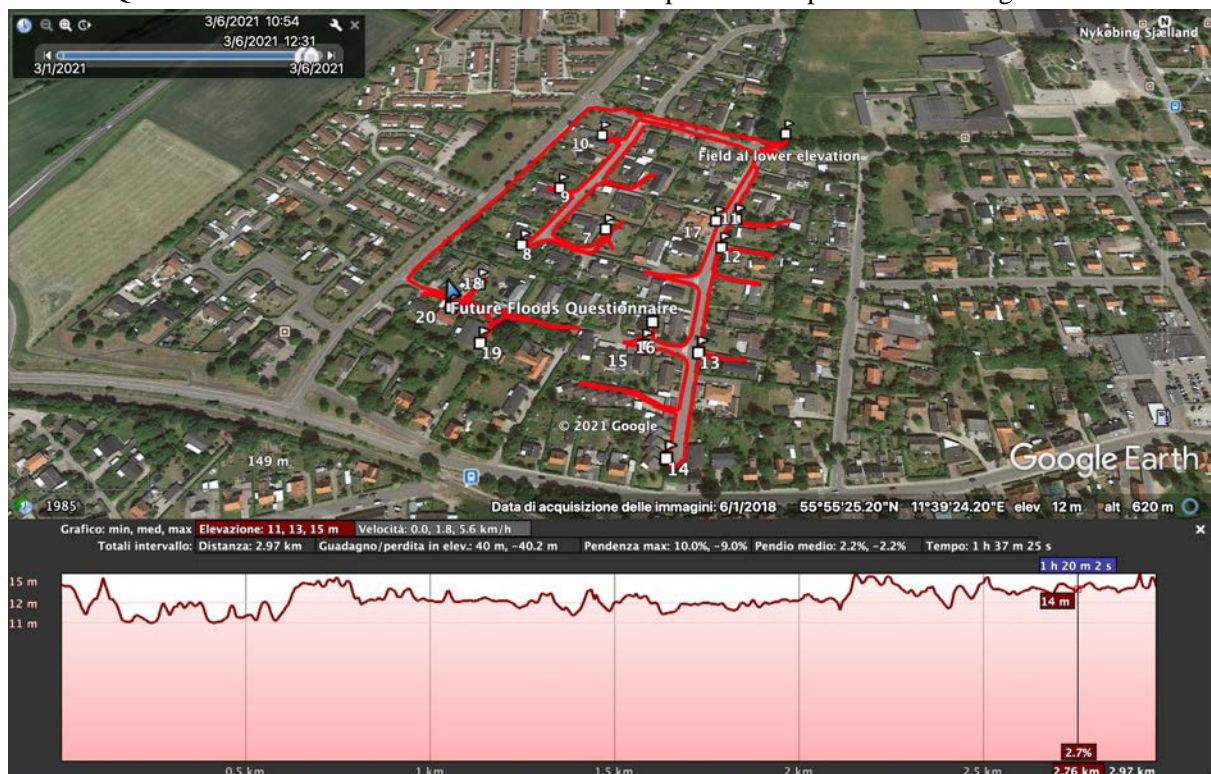 3/6/2021 10:54
3/6/2021 12:31
3/1/2021 3/6/2021
N
Nykøbing Sjælland
10
Field al lower elevation
9
11
17
7
8
12
18
20
Future Floods Questionnaire
16
19
15
13
© 2021 Google
14
149 m
Google Earth
1985
Data di acquisizione delle immagini: 6/1/2018 55°55'25.20"N 11°39'24.20"E elev 12 m alt 620 m
Grafico: min, med, max Elevazione: 11, 13, 15 m Velocità: 0.0, 1.8, 5.6 km/h
Totali intervallo: Distanza: 2.97 km Guadagno/perdita in elev.: 40 m, -40.2 m Pendenza max: 10.0%, -9.0% Pendio medio: 2.2%, -2.2% Tempo: 1 h 37 m 25 s
1 h 20 m 2 s
15 m
14 m
12 m
11 m
2.7%
0.5 km 1 km 1.5 km 2 km 2.5 km 2.76 km 2.97 km